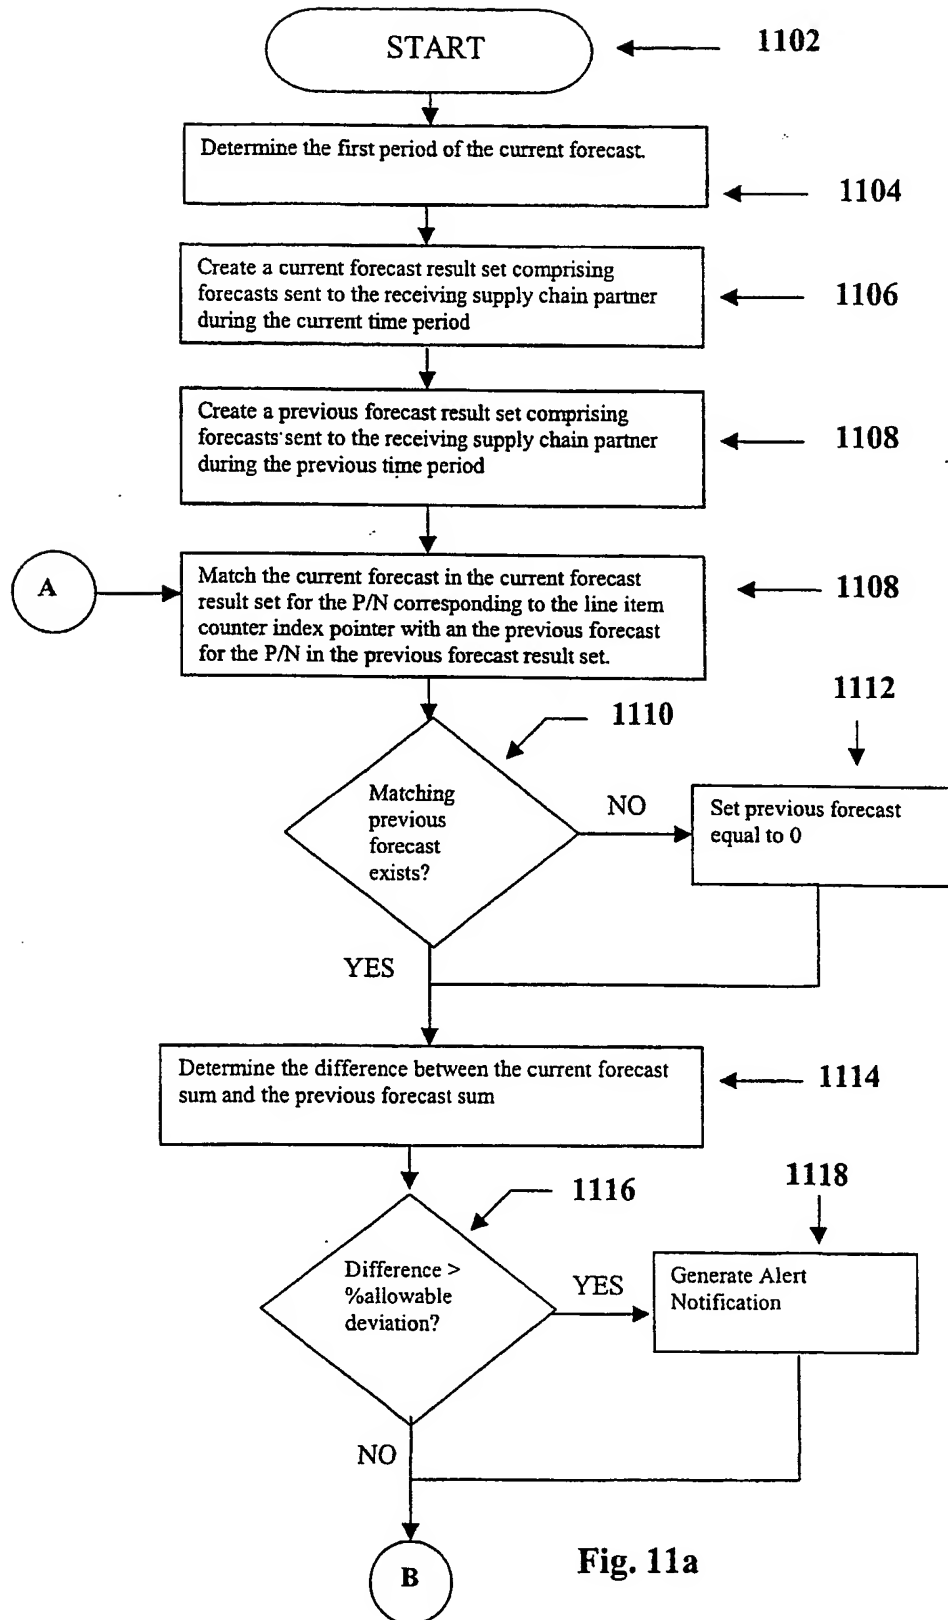 START
1102
Determine the first period of the current forecast.
1104
Create a current forecast result set comprising
forecasts sent to the receiving supply chain partner
during the current time period
1106
Create a previous forecast result set comprising
forecasts sent to the receiving supply chain partner
during the previous time period
1108
A
Match the current forecast in the current forecast
result set for the P/N corresponding to the line item
counter index pointer with an the previous forecast
for the P/N in the previous forecast result set.
1108
1110
1112
Matching
previous
forecast
exists?
NO
Set previous forecast
equal to 0
YES
Determine the difference between the current forecast
sum and the previous forecast sum
1114
1116
1118
Difference >
%allowable
deviation?
YES
Generate Alert
Notification
NO
B
Fig. 11a